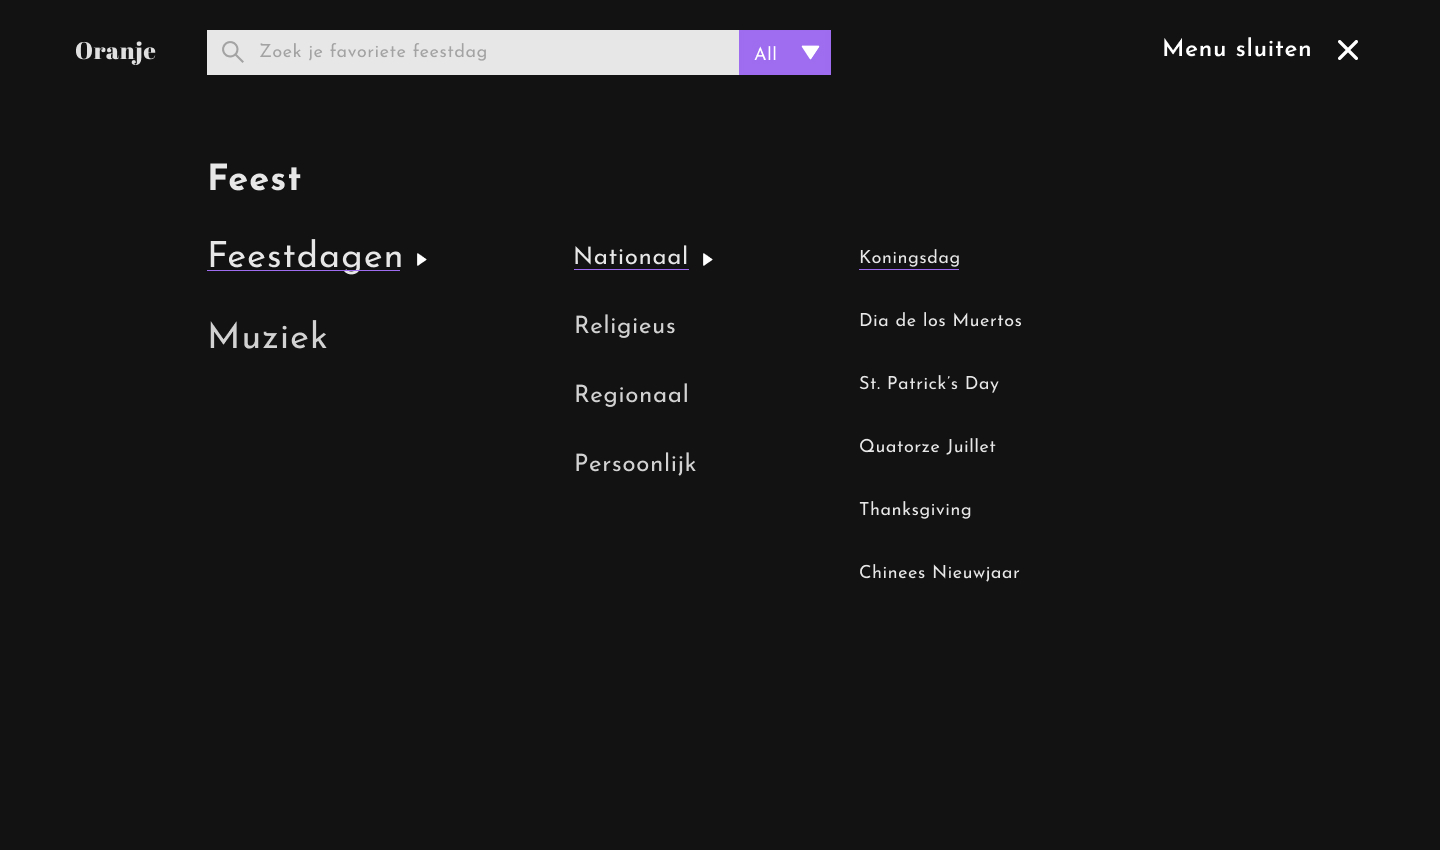 Oranje
Zoek je favoriete feestdag
All
Menu sluiten
Feest
Feestdagen
Muziek
Nationaal
Religieus
Regionaal
Persoonlijk
Koningsdag
Dia de los Muertos
St. Patrick's Day
Quatorze Juillet
Thanksgiving
Chinees Nieuwjaar